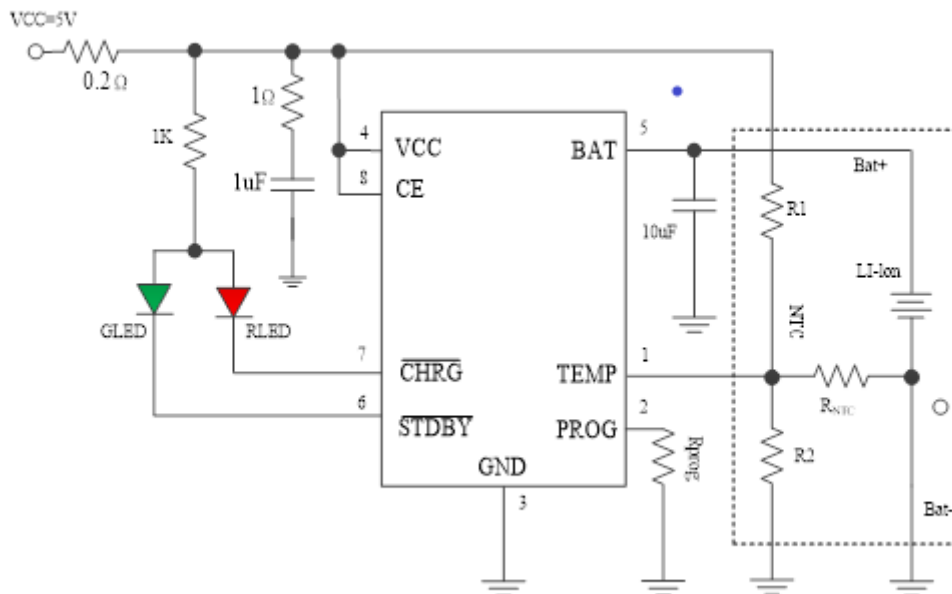 VCC=5V
0.2Ω
1Ω
1K
1uF
4
VCC
8
CE
5
BAT
Bat+
R1
10uF
LI-lon
NTC
GLED
RLED
7
CHRG
1
TEMP
RNTC
6
STDBY
2
PROG
Rprog
R2
GND
3
Bat-